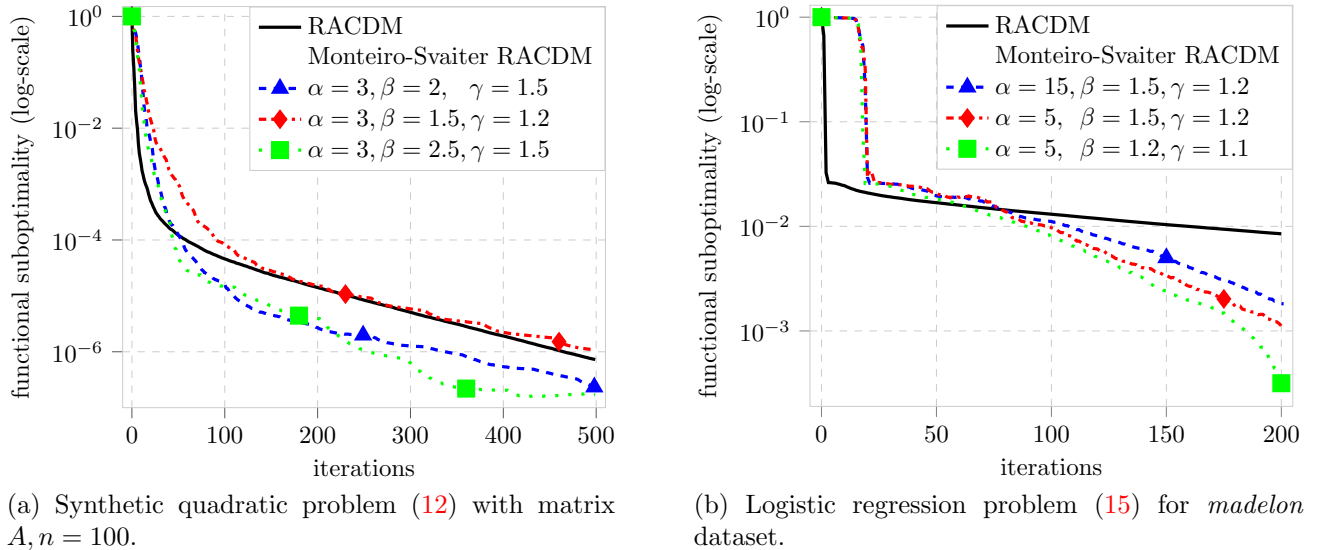 functional suboptimality (log-scale)
10⁰
10⁻²
10⁻⁴
10⁻⁶
0
100
200
300
400
500
iterations
RACDM
Monteiro-Svaiter RACDM
α = 3, β = 2, γ = 1.5
α = 3, β = 1.5, γ = 1.2
α = 3, β = 2.5, γ = 1.5
(a) Synthetic quadratic problem (12) with matrix
A, n = 100.
functional suboptimality (log-scale)
10⁰
10⁻¹
10⁻²
10⁻³
0
50
100
150
200
iterations
RACDM
Monteiro-Svaiter RACDM
α = 15, β = 1.5, γ = 1.2
α = 5, β = 1.5, γ = 1.2
α = 5, β = 1.2, γ = 1.1
(b) Logistic regression problem (15) for madelon
dataset.